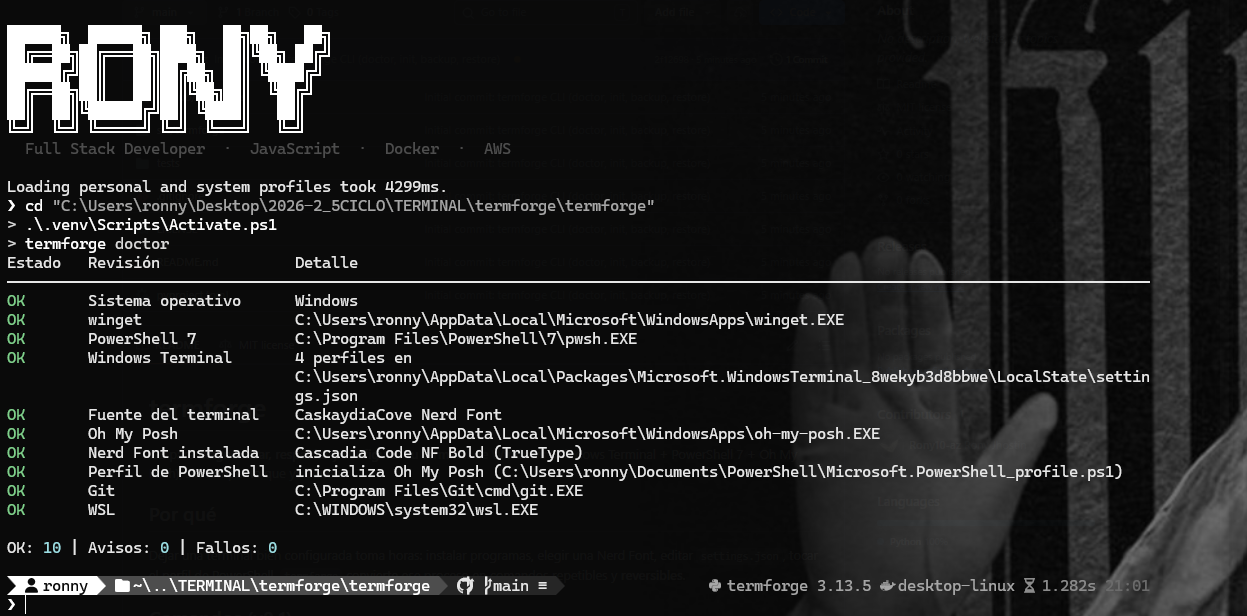 RONY
Full Stack Developer · JavaScript · Docker · AWS
Loading personal and system profiles took 4299ms.
❯ cd "C:\Users\ronny\Desktop\2026-2_5CICLO\TERMINAL\termforge\termforge"
> .\.venv\Scripts\Activate.ps1
> termforge doctor
Estado Revisión Detalle
OK Sistema operativo Windows
OK winget C:\Users\ronny\AppData\Local\Microsoft\WindowsApps\winget.EXE
OK PowerShell 7 C:\Program Files\PowerShell\7\pwsh.EXE
OK Windows Terminal 4 perfiles en
C:\Users\ronny\AppData\Local\Packages\Microsoft.WindowsTerminal_8wekyb3d8bbwe\LocalState\settin
gs.json
OK Fuente del terminal CaskaydiaCove Nerd Font
OK Oh My Posh C:\Users\ronny\AppData\Local\Microsoft\WindowsApps\oh-my-posh.EXE
OK Nerd Font instalada Cascadia Code NF Bold (TrueType)
OK Perfil de PowerShell inicializa Oh My Posh (C:\Users\ronny\Documents\PowerShell\Microsoft.PowerShell_profile.ps1)
OK Git C:\Program Files\Git\cmd\git.EXE
OK WSL C:\WINDOWS\system32\wsl.EXE
Por qué
OK: 10 | Avisos: 0 | Fallos: 0
ronny ~\..\TERMINAL\termforge\termforge main ≡ termforge 3.13.5 desktop-linux 1.282s 21:01
❯